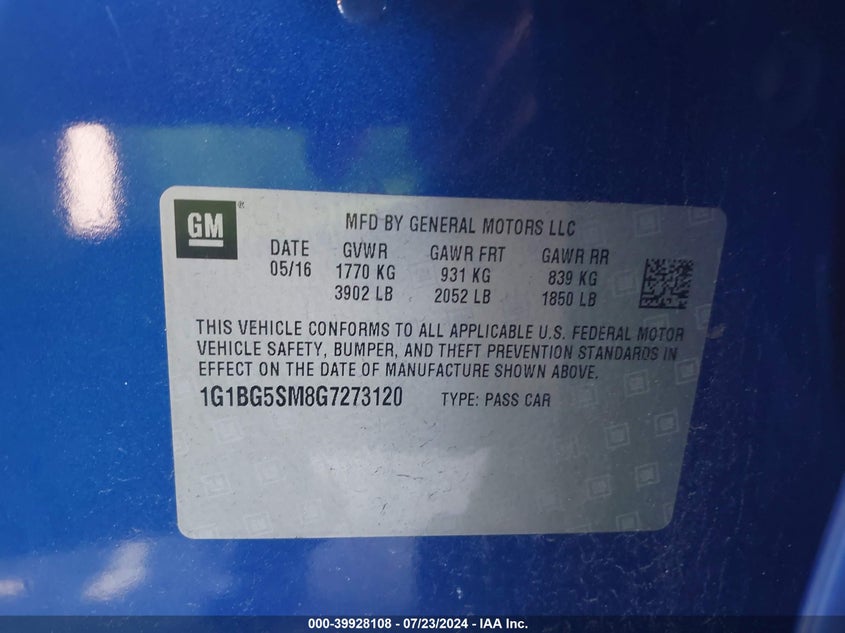 GM ®
MFD BY GENERAL MOTORS LLC
DATE GVWR GAWR FRT GAWR RR
05/16 1770 KG 931 KG 839 KG
3902 LB 2052 LB 1850 LB
THIS VEHICLE CONFORMS TO ALL APPLICABLE U.S. FEDERAL MOTOR
VEHICLE SAFETY, BUMPER, AND THEFT PREVENTION STANDARDS IN
EFFECT ON THE DATE OF MANUFACTURE SHOWN ABOVE.
1G1BG5SM8G7273120 TYPE: PASS CAR
000-39928108 - 07/23/2024 - IAA Inc.